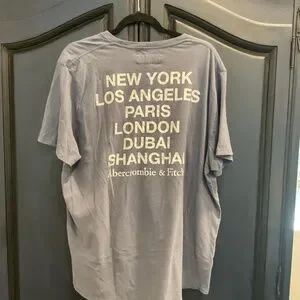 NEW YORK
LOS ANGELES
PARIS
LONDON
DUBAI
SHANGHAI
Abercrombie & Fitch